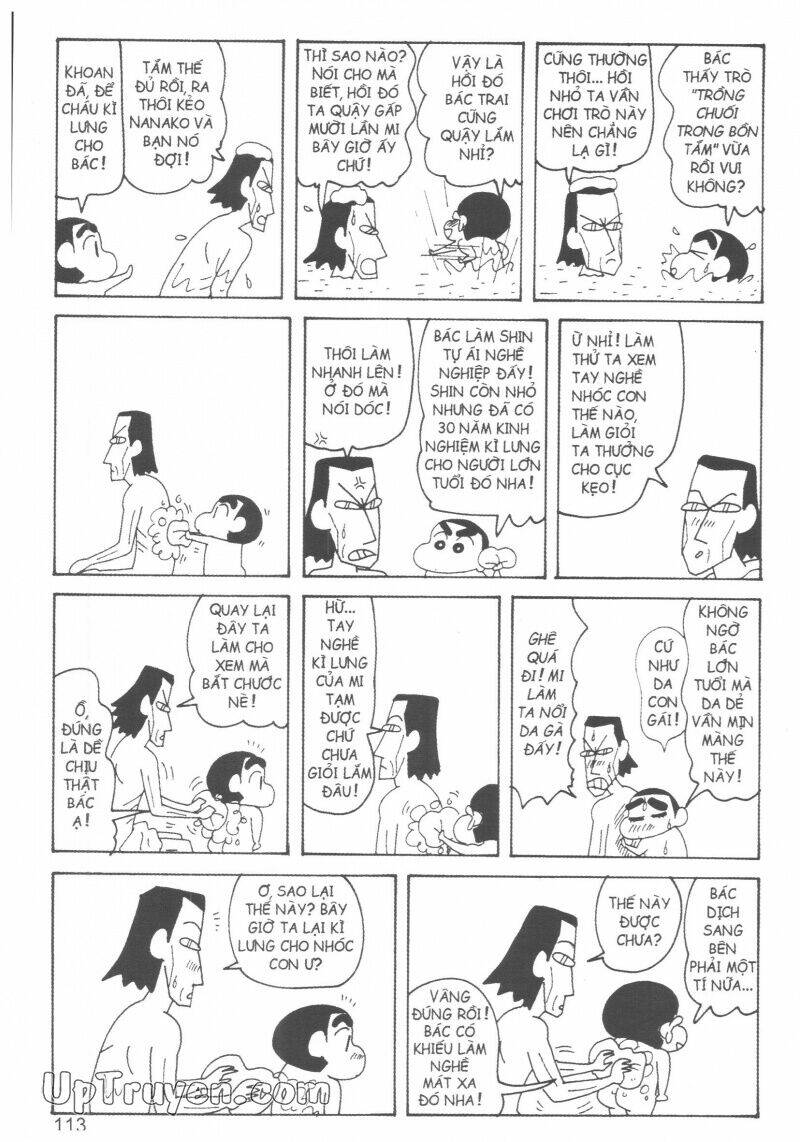 BÁC
THẤY TRÒ
"TRỒNG
CHUỐI
TRONG BỒN
TẮM" VỪA
RỒI VUI
KHÔNG?
CŨNG THƯỜNG
THÔI... HỒI
NHỎ TA VẪN
CHƠI TRÒ NÀY
NÊN CHẲNG
LẠ GÌ!
VẬY LÀ
HỒI ĐÓ
BÁC TRAI
CŨNG
QUẬY LẮM
NHỈ?
THÌ SAO NÀO?
NÓI CHO MÀ
BIẾT, HỒI ĐÓ
TA QUẬY GẤP
MƯỜI LẦN MI
BÂY GIỜ ẤY
CHỨ!
TẮM THẾ
ĐỦ RỒI, RA
THÔI KẺO
NANAKO VÀ
BẠN NÓ
ĐỢI!
KHOAN
ĐÃ, ĐỂ
CHÁU KÌ
LƯNG
CHO
BÁC!
Ừ NHỈ! LÀM
THỬ TA XEM
TAY NGHỀ
NHÓC CON
THẾ NÀO,
LÀM GIỎI
TA THƯỞNG
CHO CỤC
KẸO!
BÁC LÀM SHIN
TỰ ÁI NGHỀ
NGHIỆP ĐẤY!
SHIN CÒN NHỎ
NHƯNG ĐÃ CÓ
30 NĂM KINH
NGHIỆM KÌ LƯNG
CHO NGƯỜI LỚN
TUỔI ĐÓ NHA!
THÔI LÀM
NHANH LÊN!
Ở ĐÓ MÀ
NÓI DÓC!
KHÔNG
NGỜ
BÁC
LỚN
TUỔI MÀ
DA DẺ
VẪN MỊN
MÀNG
THẾ
NÀY!
CỨ
NHƯ
DA
CON
GÁI!
GHÊ
QUÁ
ĐI! MI
LÀM
TA NỔI
DA GÀ
ĐẤY!
HỪ...
TAY
NGHỀ
KÌ LƯNG
CỦA MI
TẠM
ĐƯỢC
CHỨ
CHƯA
GIỎI LẮM
ĐÂU!
QUAY LẠI
ĐÂY TA
LÀM CHO
XEM MÀ
BẮT CHƯỚC
NÈ!
Ồ,
ĐÚNG
LÀ DỄ
CHỊU
THẬT
BÁC
Ạ!
BÁC
DỊCH
SANG
BÊN
PHẢI MỘT
TÍ NỮA...
THẾ NÀY
ĐƯỢC
CHƯA?
VÂNG
ĐÚNG RỒI!
BÁC CÓ
KHIẾU LÀM
NGHỀ
MÁT XA
ĐÓ NHA!
Ơ, SAO LẠI
THẾ NÀY? BÂY
GIỜ TA LẠI KÌ
LƯNG CHO NHÓC
CON Ư?
UpTruyen.com
113